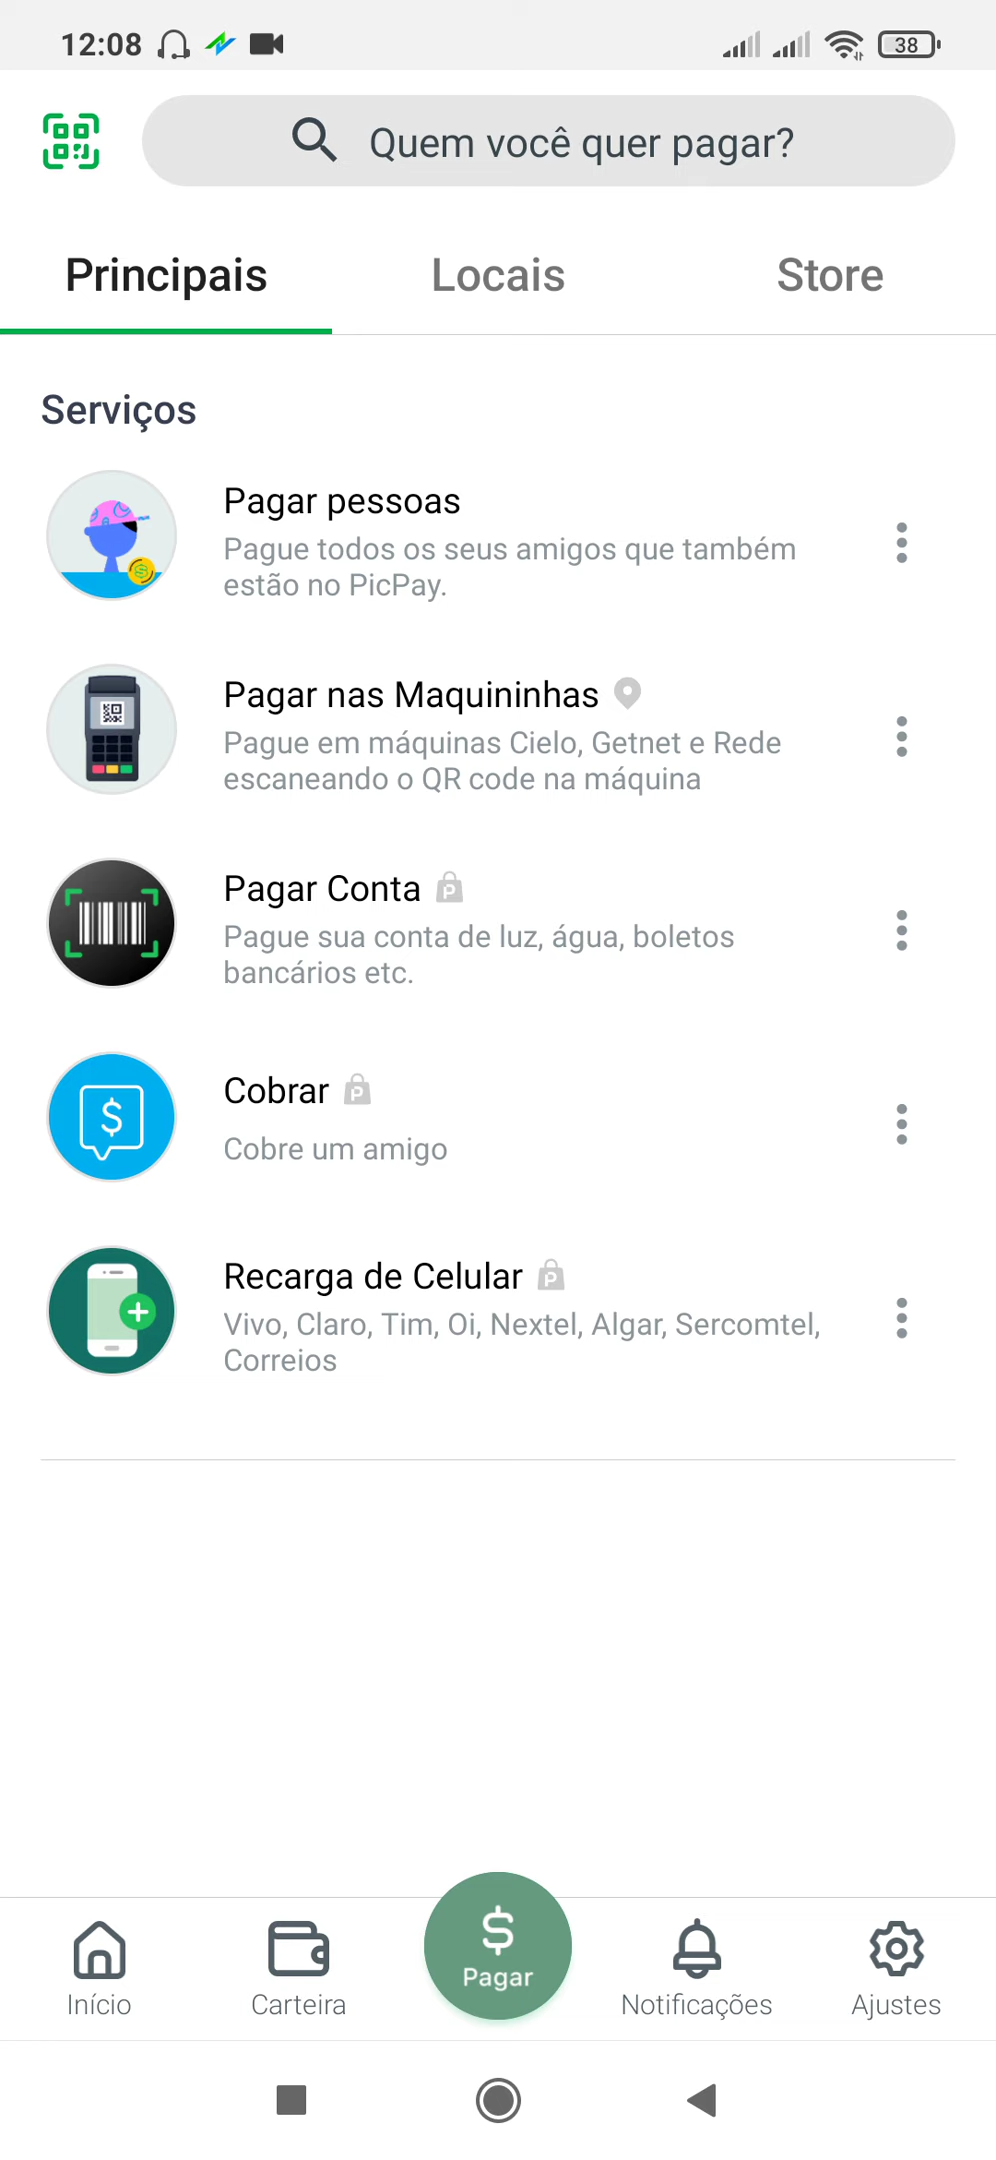 12:08
38
Quem você quer pagar?
Principais
Locais
Store
Serviços
Pagar pessoas
Pague todos os seus amigos que também
estão no PicPay.
Pagar nas Maquininhas
Pague em máquinas Cielo, Getnet e Rede
escaneando o QR code na máquina
Pagar Conta
Pague sua conta de luz, água, boletos
bancários etc.
Cobrar
Cobre um amigo
Recarga de Celular
Vivo, Claro, Tim, Oi, Nextel, Algar, Sercomtel,
Correios
Início
Carteira
Pagar
Notificações
Ajustes